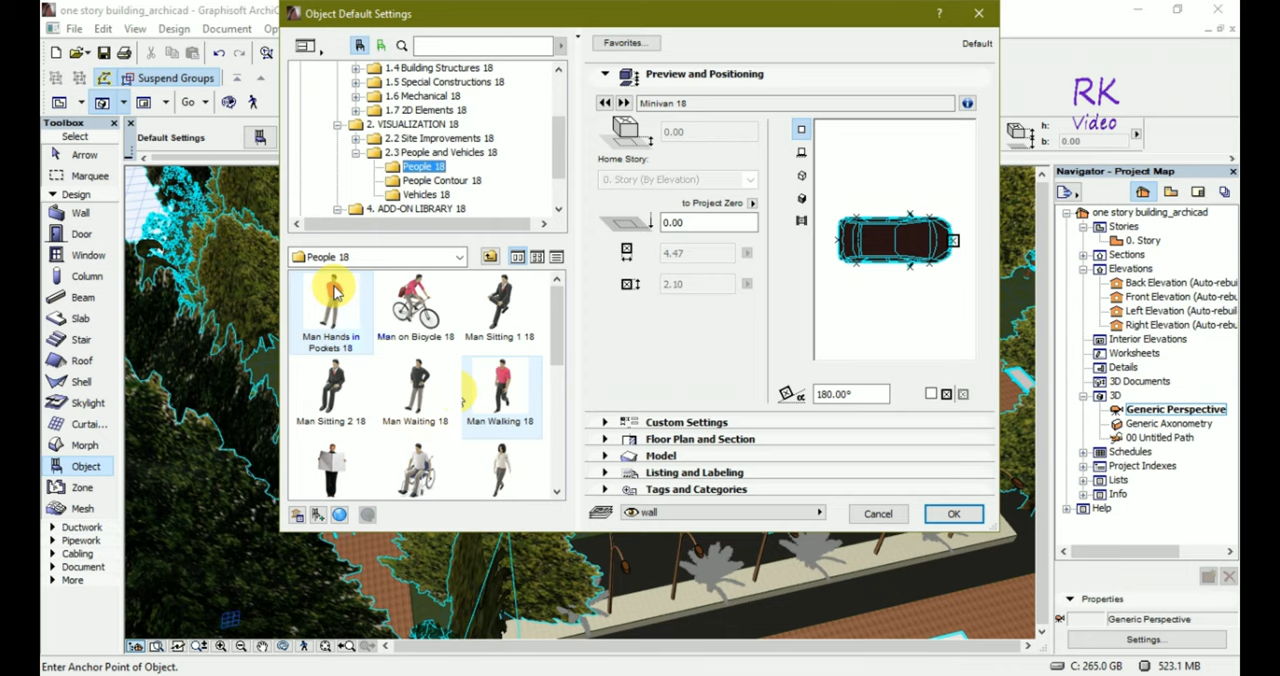 one story building_archicad - Graphisoft ArchiC
File Edit View Design Document Op
Suspend Groups
Go
Toolbox
Select
Arrow
Marquee
Design
Wall
Door
Window
Column
Beam
Slab
Stair
Roof
Shell
Skylight
Curtai...
Morph
Object
Zone
Mesh
Ductwork
Pipework
Cabling
Document
More
Default Settings
Object Default Settings
?
1.4 Building Structures 18
1.5 Special Constructions 18
1.6 Mechanical 18
1.7 2D Elements 18
2. VISUALIZATION 18
2.2 Site Improvements 18
2.3 People and Vehicles 18
People 18
People Contour 18
Vehicles 18
4. ADD-ON LIBRARY 18
People 18
Man Hands in
Pockets 18
Man on Bicycle 18
Man Sitting 1 18
Man Sitting 2 18
Man Waiting 18
Man Walking 18
Favorites...
Default
Preview and Positioning
Minivan 18
0.00
Home Story:
0. Story (By Elevation)
to Project Zero
0.00
4.47
2.10
180.00°
Custom Settings
Floor Plan and Section
Model
Listing and Labeling
Tags and Categories
wall
Cancel
OK
RK
Video
h:
b:
0.00
Navigator - Project Map
one story building_archicad
Stories
0. Story
Sections
Elevations
Back Elevation (Auto-rebui
Front Elevation (Auto-rebu
Left Elevation (Auto-rebui
Right Elevation (Auto-rebu
Interior Elevations
Worksheets
Details
3D Documents
3D
Generic Perspective
Generic Axonometry
00 Untitled Path
Schedules
Project Indexes
Lists
Info
Help
Properties
Generic Perspective
Settings...
Enter Anchor Point of Object.
C: 265.0 GB
523.1 MB